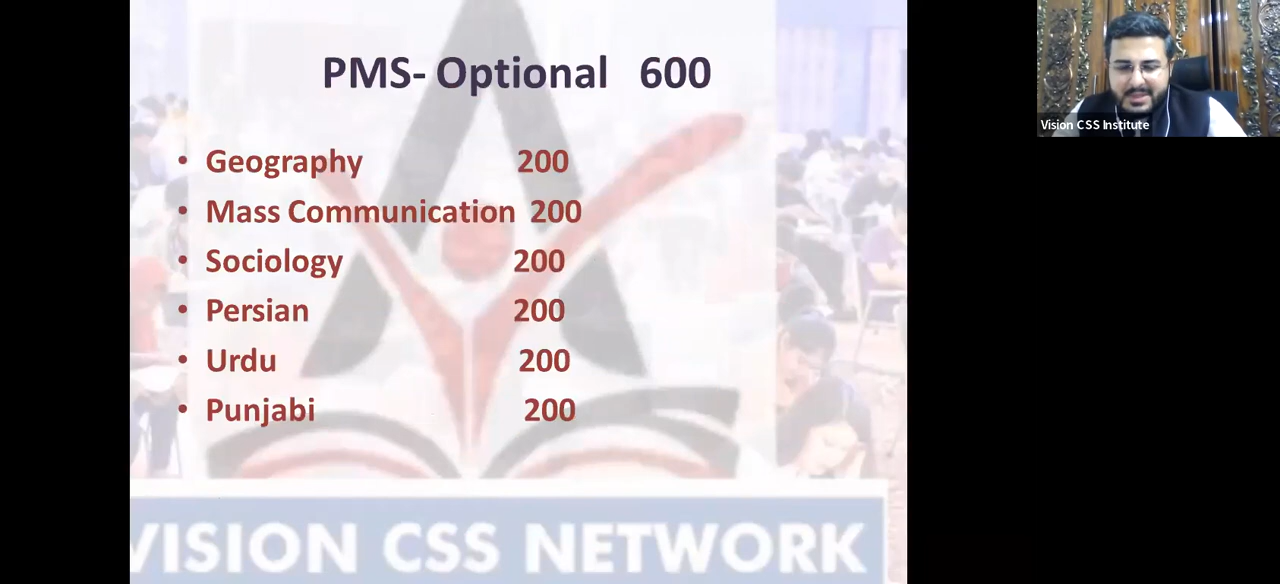 PMS- Optional 600
• Geography 200
• Mass Communication 200
• Sociology 200
• Persian 200
• Urdu 200
• Punjabi 200
VISION CSS NETWORK
Vision CSS Institute